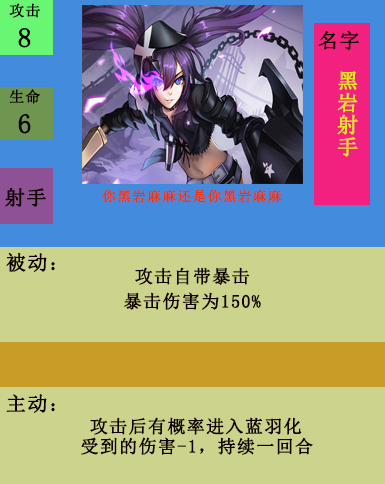 攻击
8
生命
6
射手
名字
黑岩射手
你黑岩麻麻还是你黑岩麻麻
被动：
攻击自带暴击
暴击伤害为150%
主动：
攻击后有概率进入蓝羽化
受到的伤害-1，持续一回合